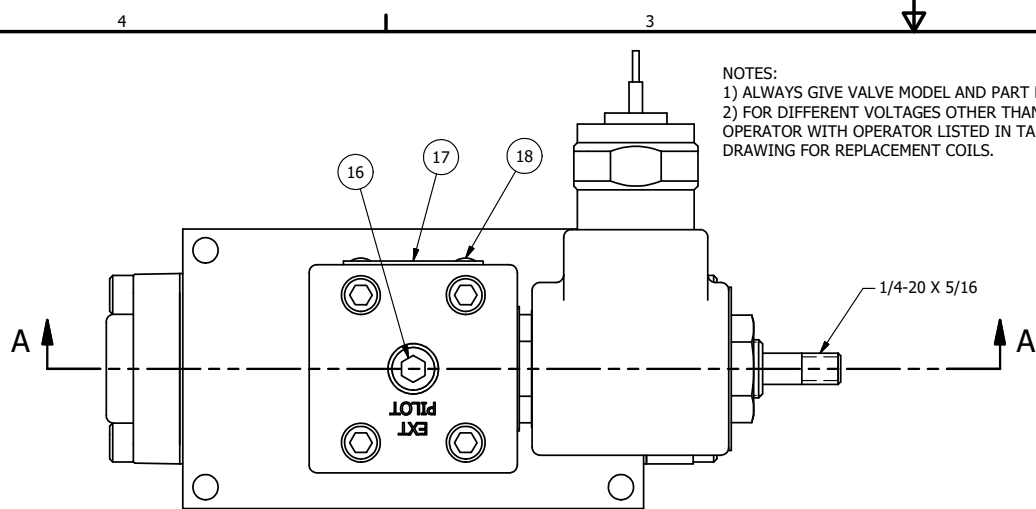 4
3
NOTES:
1) ALWAYS GIVE VALVE MODEL AND PART
2) FOR DIFFERENT VOLTAGES OTHER THAN
OPERATOR WITH OPERATOR LISTED IN TA
DRAWING FOR REPLACEMENT COILS.
16
17
18
1/4-20 X 5/16
A
A
EXT
PILOT